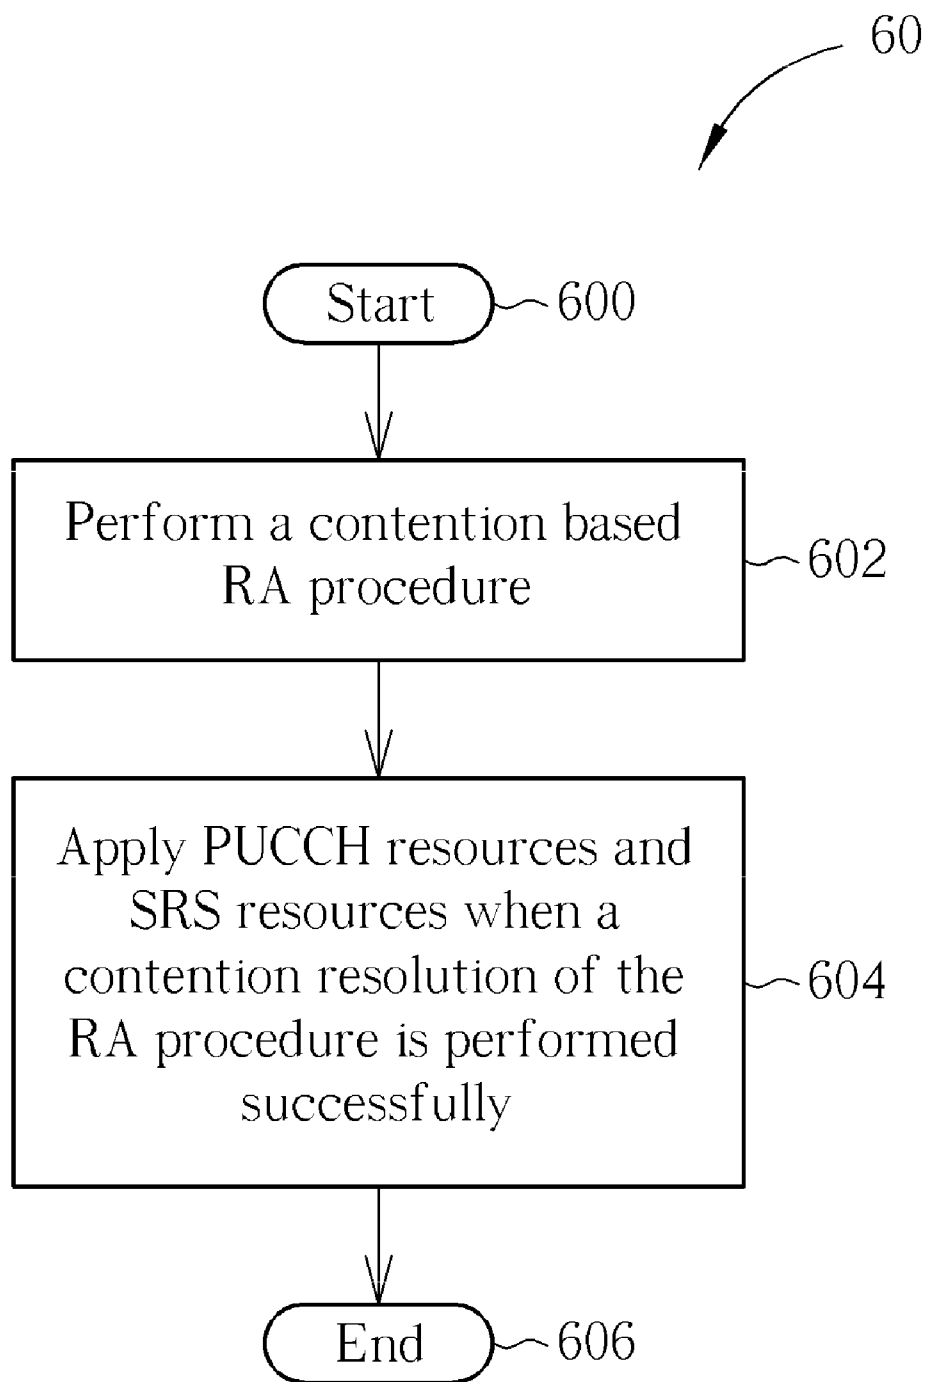 60
Start
600
Perform a contention based
RA procedure
602
Apply PUCCH resources and
SRS resources when a
contention resolution of the
RA procedure is performed
successfully
604
End
606